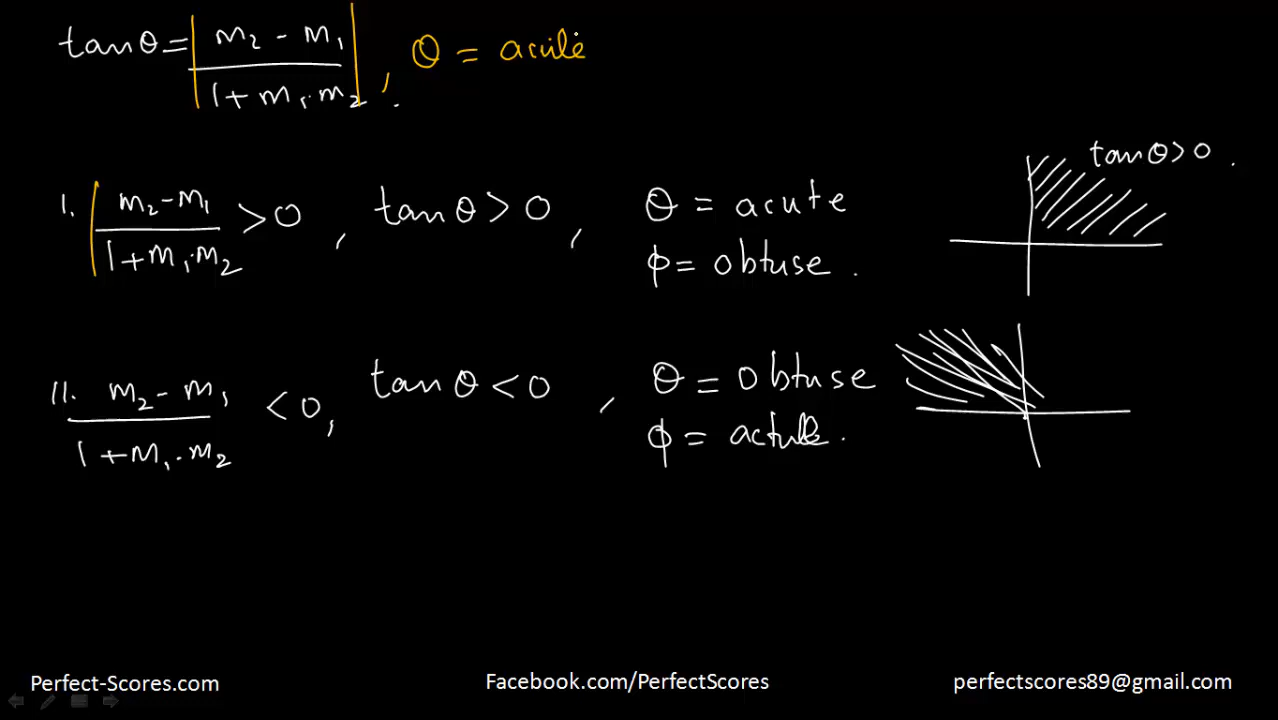 tanθ = |m₂ - m₁ / 1 + m₁.m₂|, θ = acute
I. |m₂ - m₁ / 1 + m₁.m₂ > 0, tanθ > 0, θ = acute
ϕ = obtuse.
tanθ > 0.
II. m₂ - m₁ / 1 + m₁.m₂ < 0, tanθ < 0, θ = obtuse
ϕ =
Perfect-Scores.com
Facebook.com/PerfectScores
perfectscores89@gmail.com